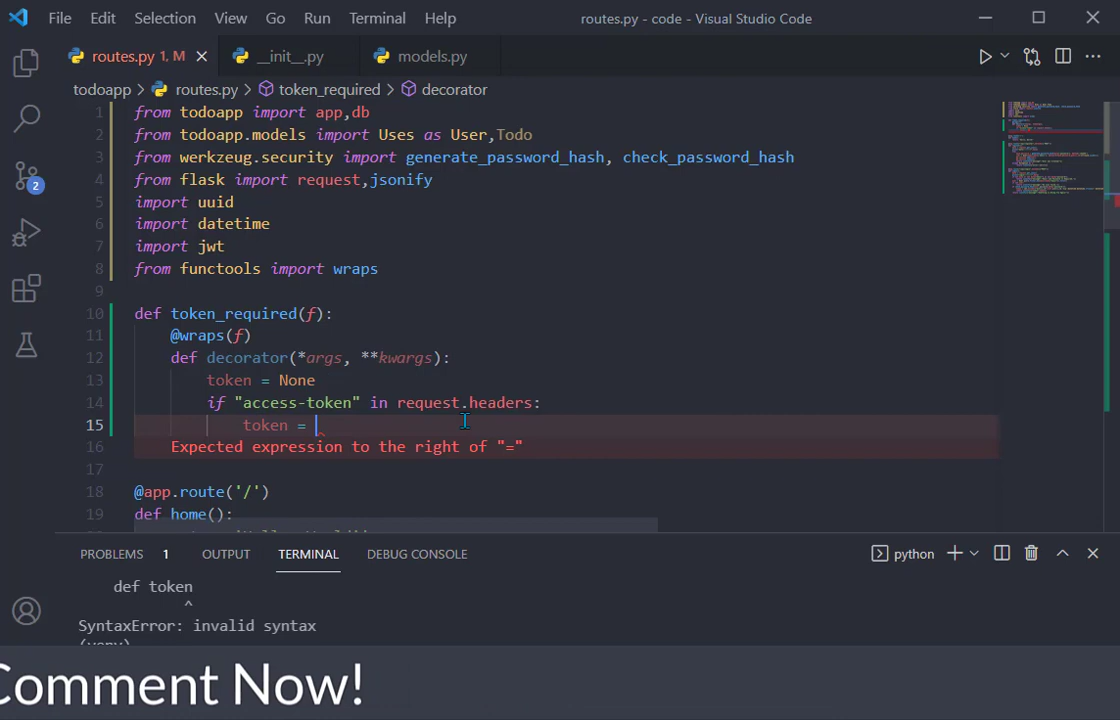 File Edit Selection View Go Run Terminal Help routes.py - code - Visual Studio Code
routes.py 1, M __init__.py models.py
todoapp > routes.py > token_required > decorator
1 from todoapp import app,db
2 from todoapp.models import Uses as User,Todo
3 from werkzeug.security import generate_password_hash, check_password_hash
4 from flask import request,jsonify
5 import uuid
6 import datetime
7 import jwt
8 from functools import wraps
9
10 def token_required(f):
11 @wraps(f)
12 def decorator(*args, **kwargs):
13 token = None
14 if "access-token" in request.headers:
15 token =
16 Expected expression to the right of "="
17
18 @app.route('/')
19 def home():
2
PROBLEMS 1 OUTPUT TERMINAL DEBUG CONSOLE python
def token
^
SyntaxError: invalid syntax
Comment Now!